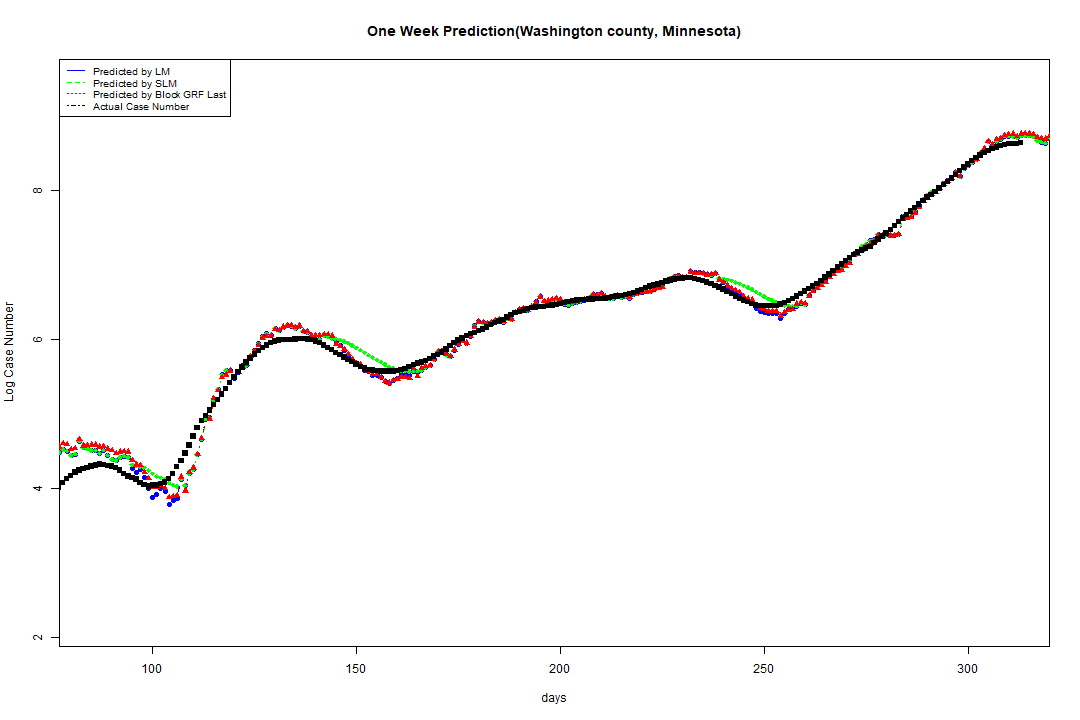 One Week Prediction(Washington county, Minnesota)
Predicted by LM
Predicted by SLM
Predicted by Block GRF Last
Actual Case Number
8
6
4
2
Log Case Number
100 150 200 250 300
days